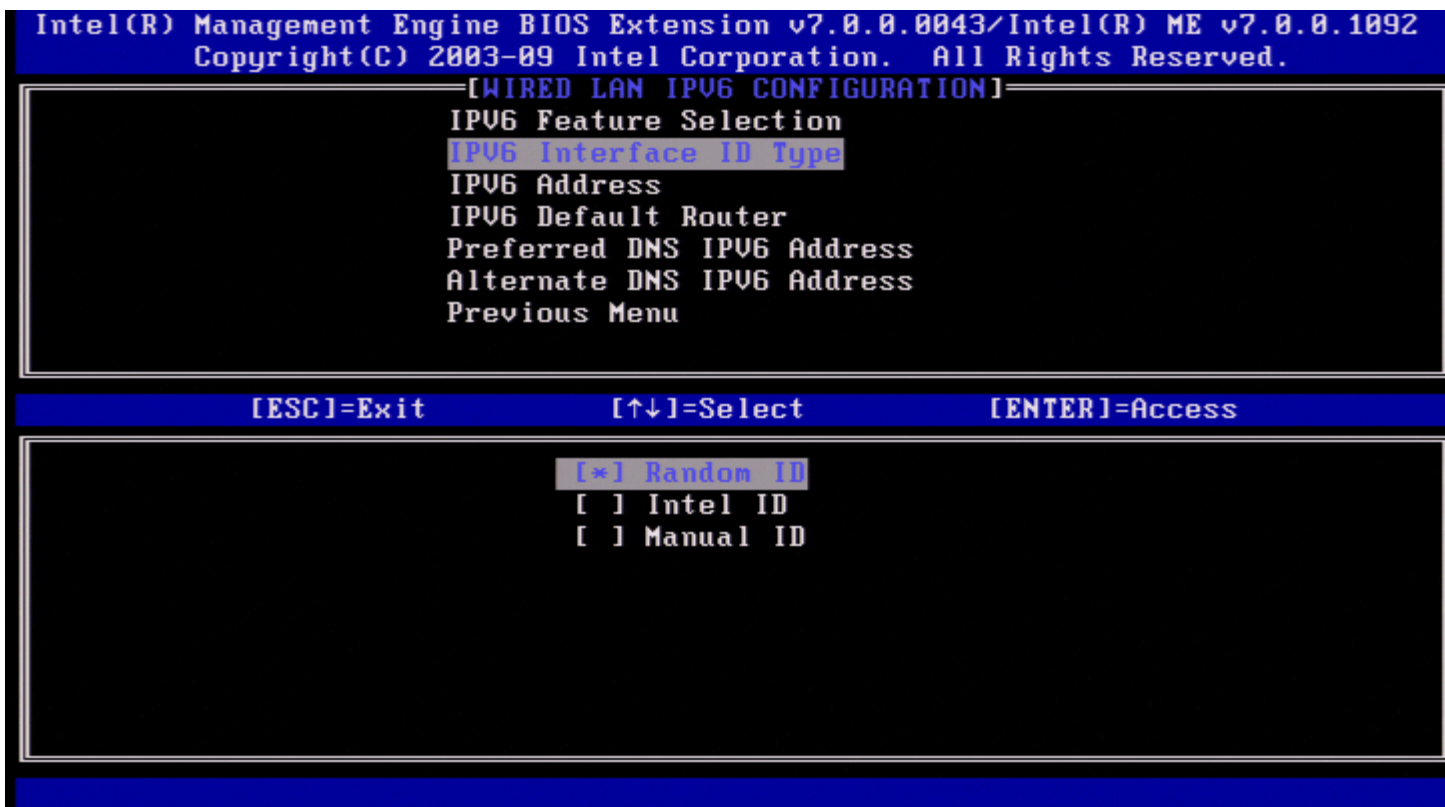 Intel(R) Management Engine BIOS Extension v7.0.0.0043/Intel(R) ME v7.0.0.1092
Copyright(C) 2003-09 Intel Corporation. All Rights Reserved.
[WIRED LAN IPV6 CONFIGURATION]
IPV6 Feature Selection
IPV6 Interface ID Type
IPV6 Address
IPV6 Default Router
Preferred DNS IPV6 Address
Alternate DNS IPV6 Address
Previous Menu
[ESC]=Exit [↑↓]=Select [ENTER]=Access
[*] Random ID
[ ] Intel ID
[ ] Manual ID